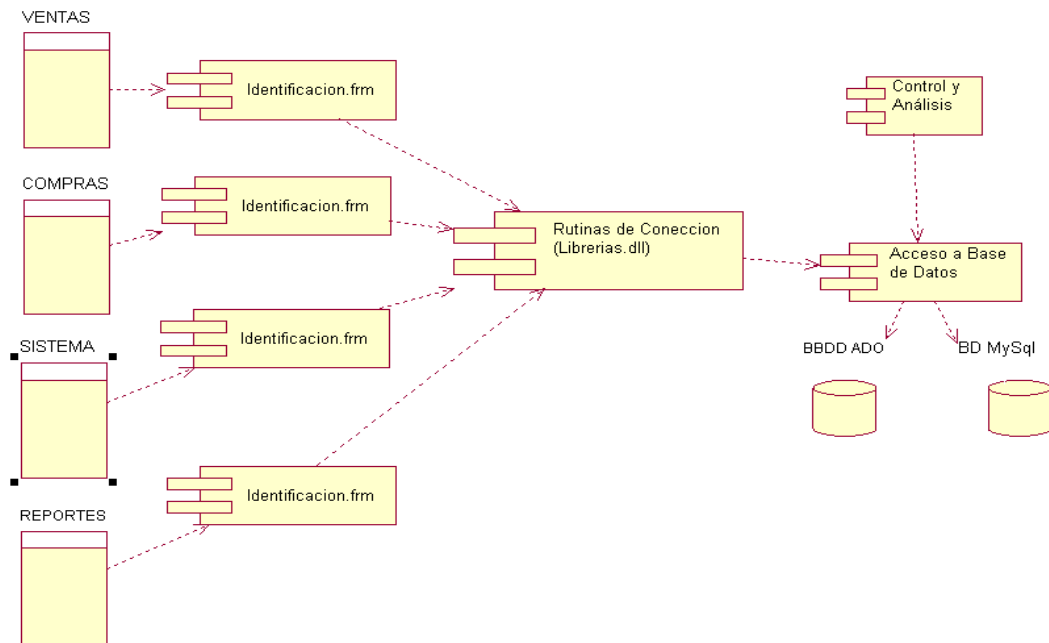 VENTAS
Identificacion.frm
Control y
Análisis
COMPRAS
Identificacion.frm
Rutinas de Coneccion
(Librerias.dll)
Acceso a Base
de Datos
SISTEMA
Identificacion.frm
BBDD ADO
BD MySql
Identificacion.frm
REPORTES